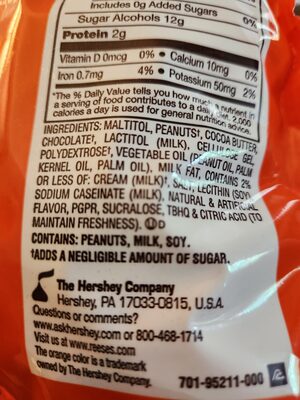 Includes 0g Added Sugars 0%
Sugar Alcohols 12g
Protein 2g
Vitamin D 0mcg 0% • Calcium 10mg 0%
Iron 0.7mg 4% • Potassium 50mg 2%
*The % Daily Value tells you how much a nutrient in
a serving of food contributes to a daily diet. 2,000
calories a day is used for general nutrition advice.
INGREDIENTS: MALTITOL, PEANUTS†, COCOA BUTTER,
CHOCOLATE†, LACTITOL (MILK), CELLULOSE GEL,
POLYDEXTROSE†, VEGETABLE OIL (PEANUT OIL, PALM
KERNEL OIL, PALM OIL), MILK FAT, CONTAINS 2%
OR LESS OF: CREAM (MILK)†, SALT, LECITHIN (SOY),
SODIUM CASEINATE (MILK), NATURAL & ARTIFICIAL
FLAVOR, PGPR, SUCRALOSE, TBHQ & CITRIC ACID (TO
MAINTAIN FRESHNESS). ⓊD
CONTAINS: PEANUTS, MILK, SOY.
†ADDS A NEGLIGIBLE AMOUNT OF SUGAR.
The Hershey Company
Hershey, PA 17033-0815, U.S.A.
Questions or comments?
www.askhershey.com or 800-468-1714
Visit us at www.reeses.com
The orange color is a trademark
owned by The Hershey Company.
701-95211-000